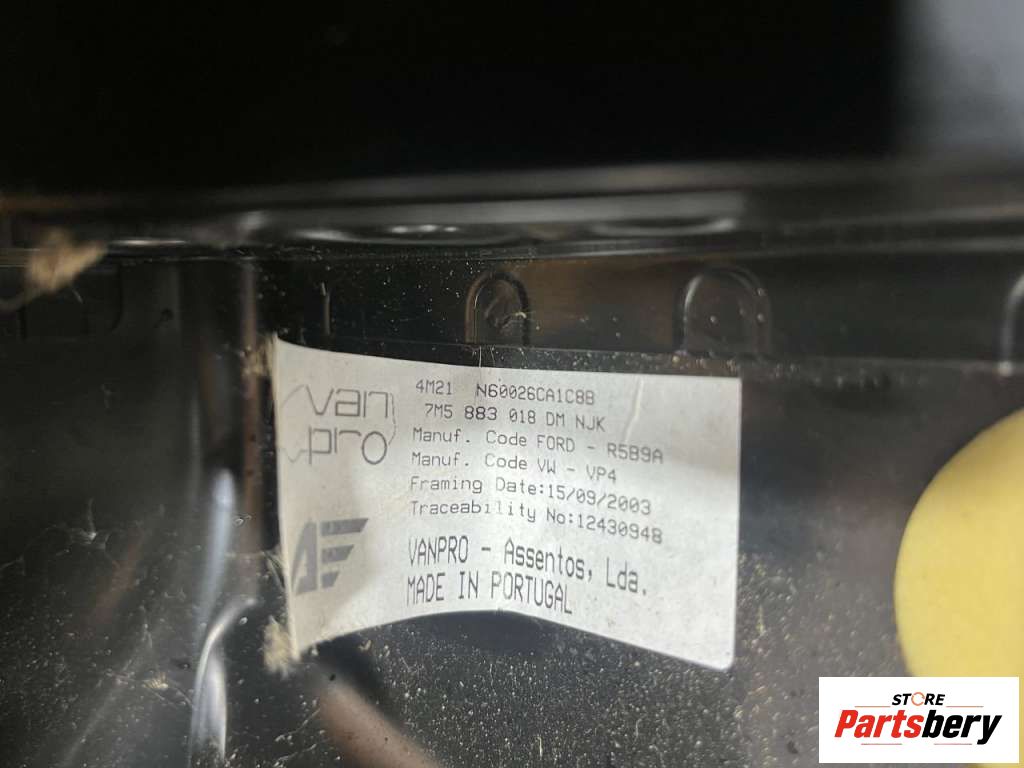 van
pro
4M21 N60026CA1C8B
7M5 883 018 DM NJK
Manuf. Code FORD - R5B9A
Manuf. Code VW - VP4
Framing Date:15/09/2003
Traceability No:12430948
VANPRO - Assentos, Lda.
MADE IN PORTUGAL
STORE
Partsbery